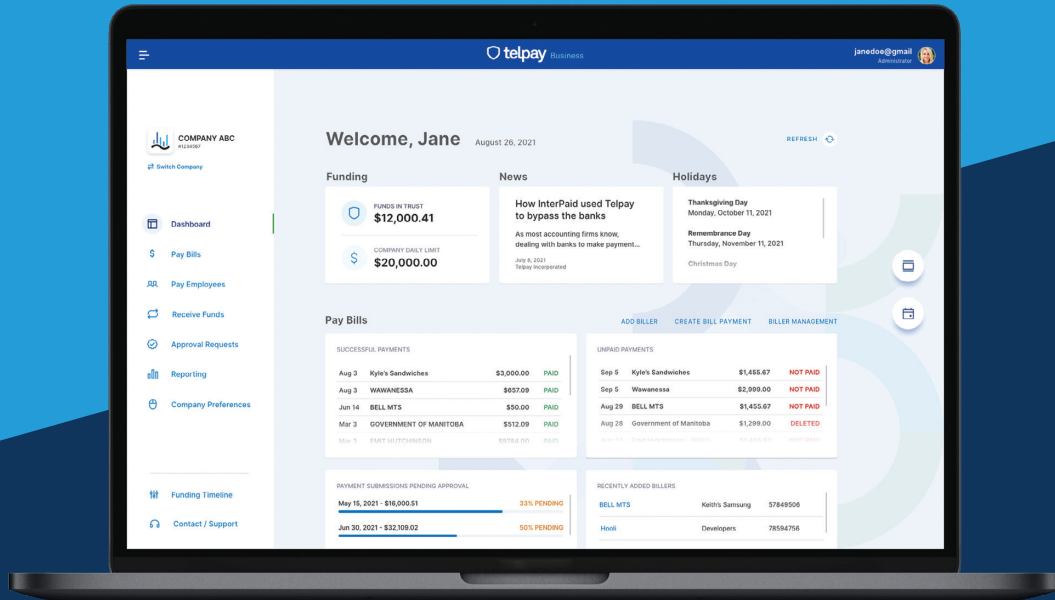 telpay Business
janedoe@gmail
Administrator
COMPANY ABC
#1234567
Switch Company
Dashboard
Pay Bills
Pay Employees
Receive Funds
Approval Requests
Reporting
Company Preferences
Funding Timeline
Contact / Support
Welcome, Jane August 26, 2021
REFRESH
Funding
FUNDS IN TRUST
$12,000.41
COMPANY DAILY LIMIT
$20,000.00
News
How InterPaid used Telpay
to bypass the banks
As most accounting firms know,
dealing with banks to make payment...
July 8, 2021
Telpay Incorporated
Holidays
Thanksgiving Day
Monday, October 11, 2021
Remembrance Day
Thursday, November 11, 2021
Christmas Day
Pay Bills
ADD BILLER CREATE BILL PAYMENT BILLER MANAGEMENT
SUCCESSFUL PAYMENTS
Aug 3 Kyle's Sandwiches $3,000.00 PAID
Aug 3 WAWANESSA $657.09 PAID
Jun 14 BELL MTS $50.00 PAID
Mar 3 GOVERNMENT OF MANITOBA $512.09 PAID
Mar 3 EMIT HUTCHINSON $9784.00 PAID
UNPAID PAYMENTS
Sep 5 Kyle's Sandwiches $1,455.67 NOT PAID
Sep 5 Wawanessa $2,999.00 NOT PAID
Aug 29 BELL MTS $1,455.67 NOT PAID
Aug 28 Government of Manitoba $1,299.00 DELETED
PAYMENT SUBMISSIONS PENDING APPROVAL
May 15, 2021 - $16,000.51 33% PENDING
Jun 30, 2021 - $32,109.02 50% PENDING
RECENTLY ADDED BILLERS
BELL MTS Keith's Samsung 57849506
Hooli Developers 78594756